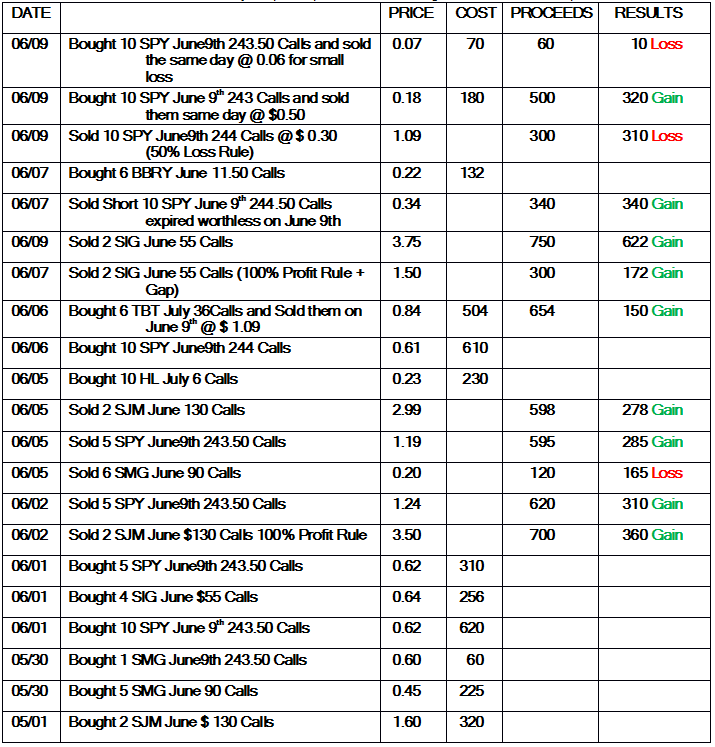 DATE PRICE COST PROCEEDS RESULTS
06/09 Bought 10 SPY June9th 243.50 Calls and sold 0.07 70 60 10 Loss
the same day @ 0.06 for small
loss
06/09 Bought 10 SPY June 9th 243 Calls and sold 0.18 180 500 320 Gain
them same day @ $0.50
06/09 Sold 10 SPY June9th 244 Calls @ $ 0.30 1.09 300 310 Loss
(50% Loss Rule)
06/07 Bought 6 BBRY June 11.50 Calls 0.22 132
06/07 Sold Short 10 SPY June 9th 244.50 Calls 0.34 340 340 Gain
expired worthless on June 9th
06/09 Sold 2 SIG June 55 Calls 3.75 750 622 Gain
06/07 Sold 2 SIG June 55 Calls (100% Profit Rule + 1.50 300 172 Gain
Gap)
06/06 Bought 6 TBT July 36Calls and Sold them on 0.84 504 654 150 Gain
June 9th @ $ 1.09
06/06 Bought 10 SPY June9th 244 Calls 0.61 610
06/05 Bought 10 HL July 6 Calls 0.23 230
06/05 Sold 2 SJM June 130 Calls 2.99 598 278 Gain
06/05 Sold 5 SPY June9th 243.50 Calls 1.19 595 285 Gain
06/05 Sold 6 SMG June 90 Calls 0.20 120 165 Loss
06/02 Sold 5 SPY June9th 243.50 Calls 1.24 620 310 Gain
06/02 Sold 2 SJM June $130 Calls 100% Profit Rule 3.50 700 360 Gain
06/01 Bought 5 SPY June9th 243.50 Calls 0.62 310
06/01 Bought 4 SIG June $55 Calls 0.64 256
06/01 Bought 10 SPY June 9th 243.50 Calls 0.62 620
05/30 Bought 1 SMG June9th 243.50 Calls 0.60 60
05/30 Bought 5 SMG June 90 Calls 0.45 225
05/01 Bought 2 SJM June $ 130 Calls 1.60 320